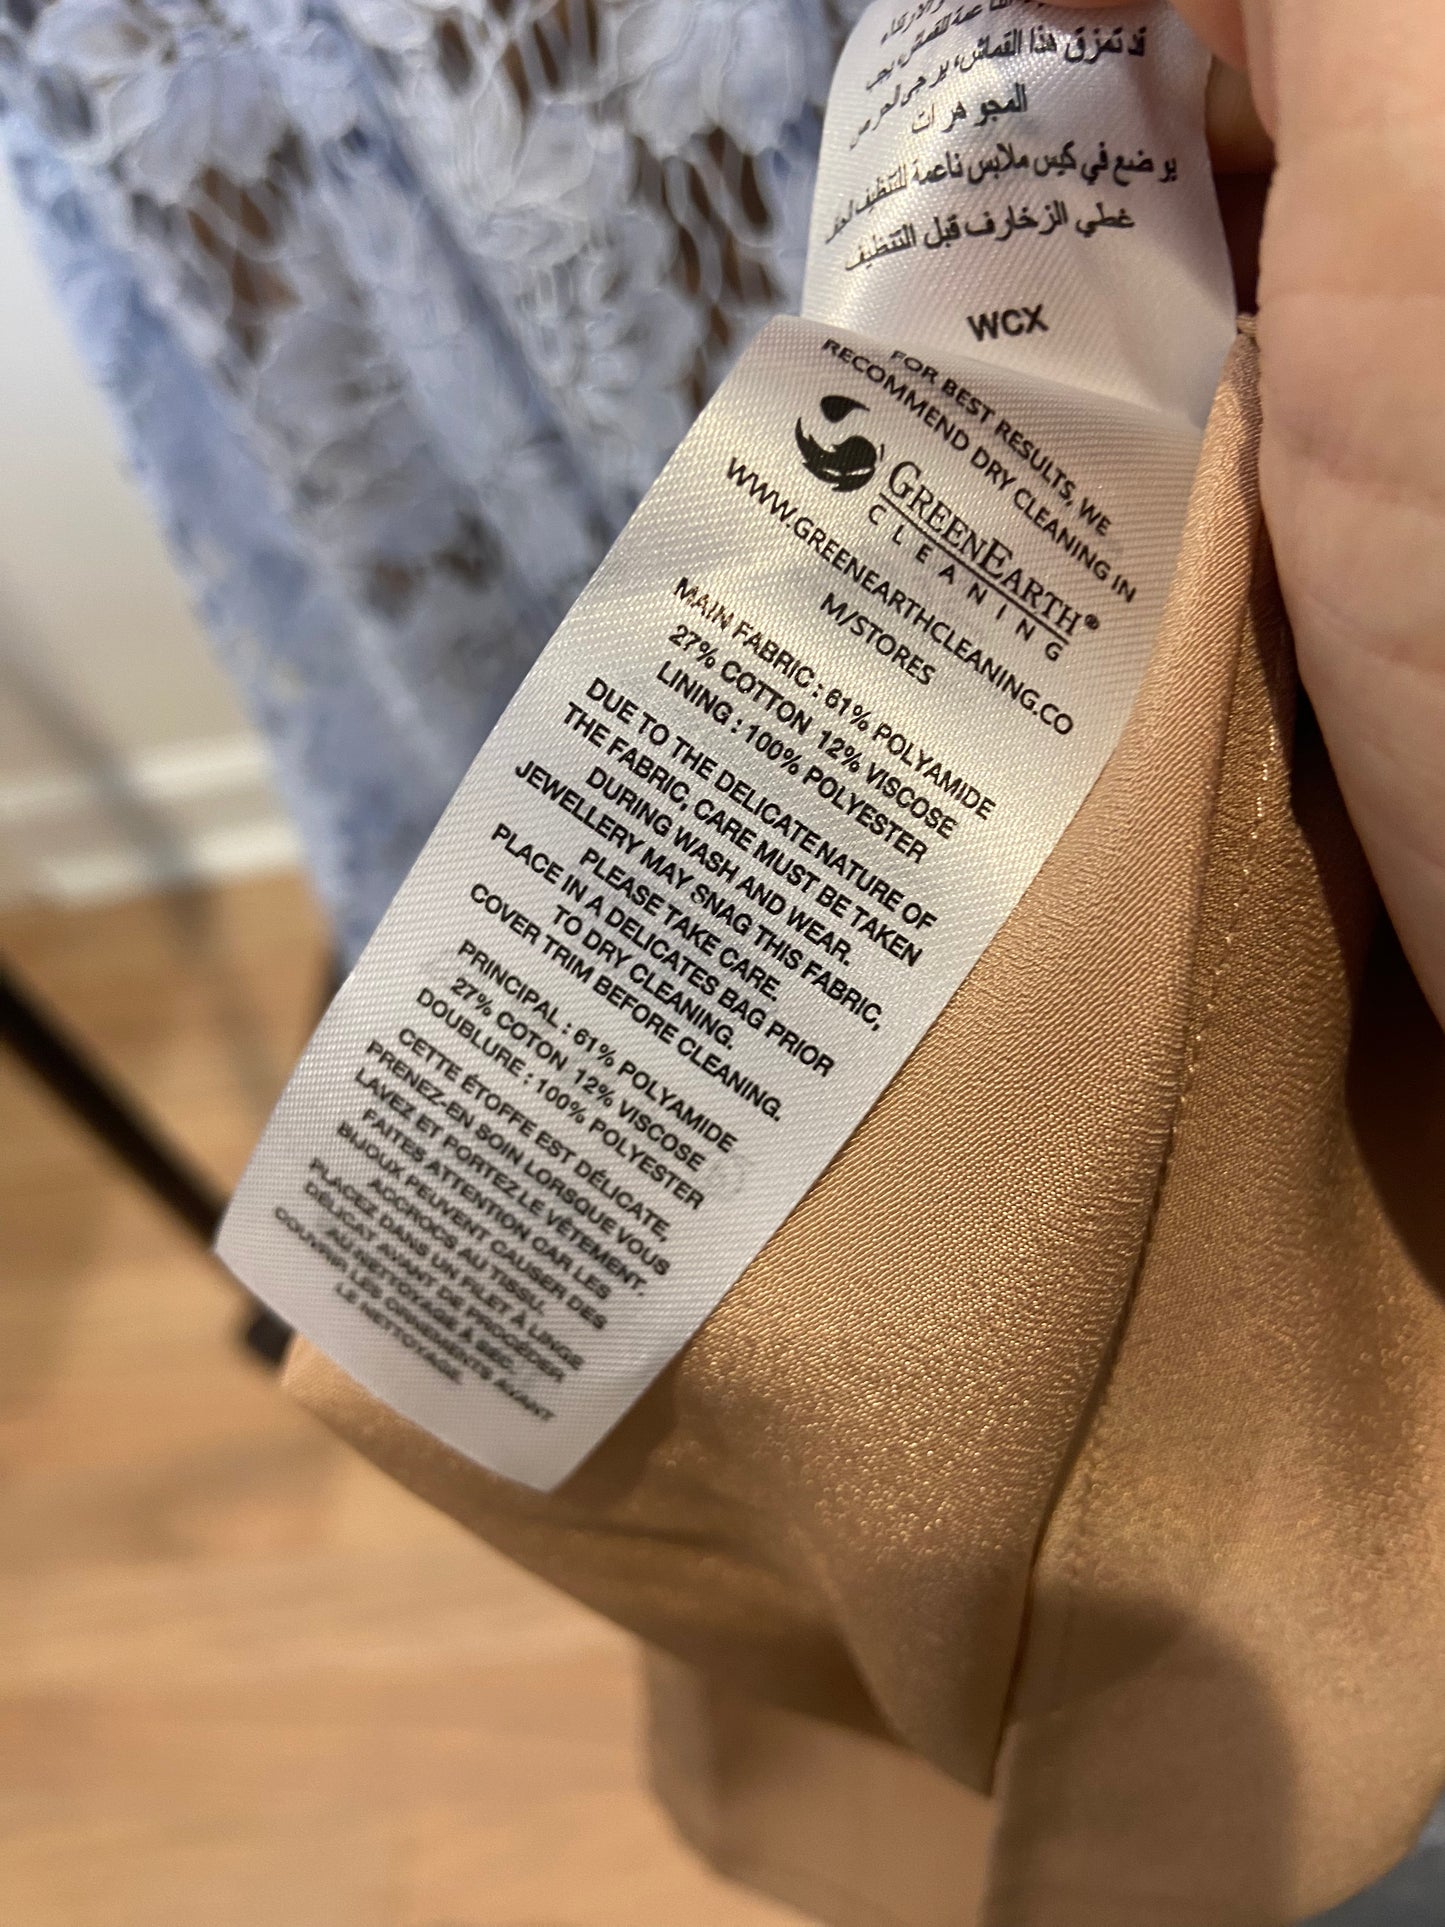 قد تمزق هذا القماش، يرجى الحرص
المجوهرات
يوضع في كيس ملابس ناعمة للتنظيف الجاف
غطي الزخارف قبل التنظيف
WCX
FOR BEST RESULTS, WE
RECOMMEND DRY CLEANING IN
GREENEARTH®
CLEANING
WWW.GREENEARTHCLEANING.CO
M/STORES
MAIN FABRIC : 61% POLYAMIDE
27% COTTON 12% VISCOSE
LINING : 100% POLYESTER
DUE TO THE DELICATE NATURE OF
THE FABRIC, CARE MUST BE TAKEN
DURING WASH AND WEAR.
JEWELLERY MAY SNAG THIS FABRIC,
PLEASE TAKE CARE.
PLACE IN A DELICATES BAG PRIOR
TO DRY CLEANING.
COVER TRIM BEFORE CLEANING.
PRINCIPAL : 61% POLYAMIDE
27% COTON 12% VISCOSE
DOUBLURE : 100% POLYESTER
CETTE ÉTOFFE EST DÉLICATE,
PRENEZ-EN SOIN LORSQUE VOUS
LAVEZ ET PORTEZ LE VÊTEMENT.
FAITES ATTENTION CAR LES
BIJOUX PEUVENT CAUSER DES
ACCROCS AU TISSU.
PLACEZ DANS UN FILET À LINGE
DÉLICAT AVANT DE PROCÉDER
AU NETTOYAGE À SEC.
COUVRIR LES ORNEMENTS AVANT
LE NETTOYAGE.